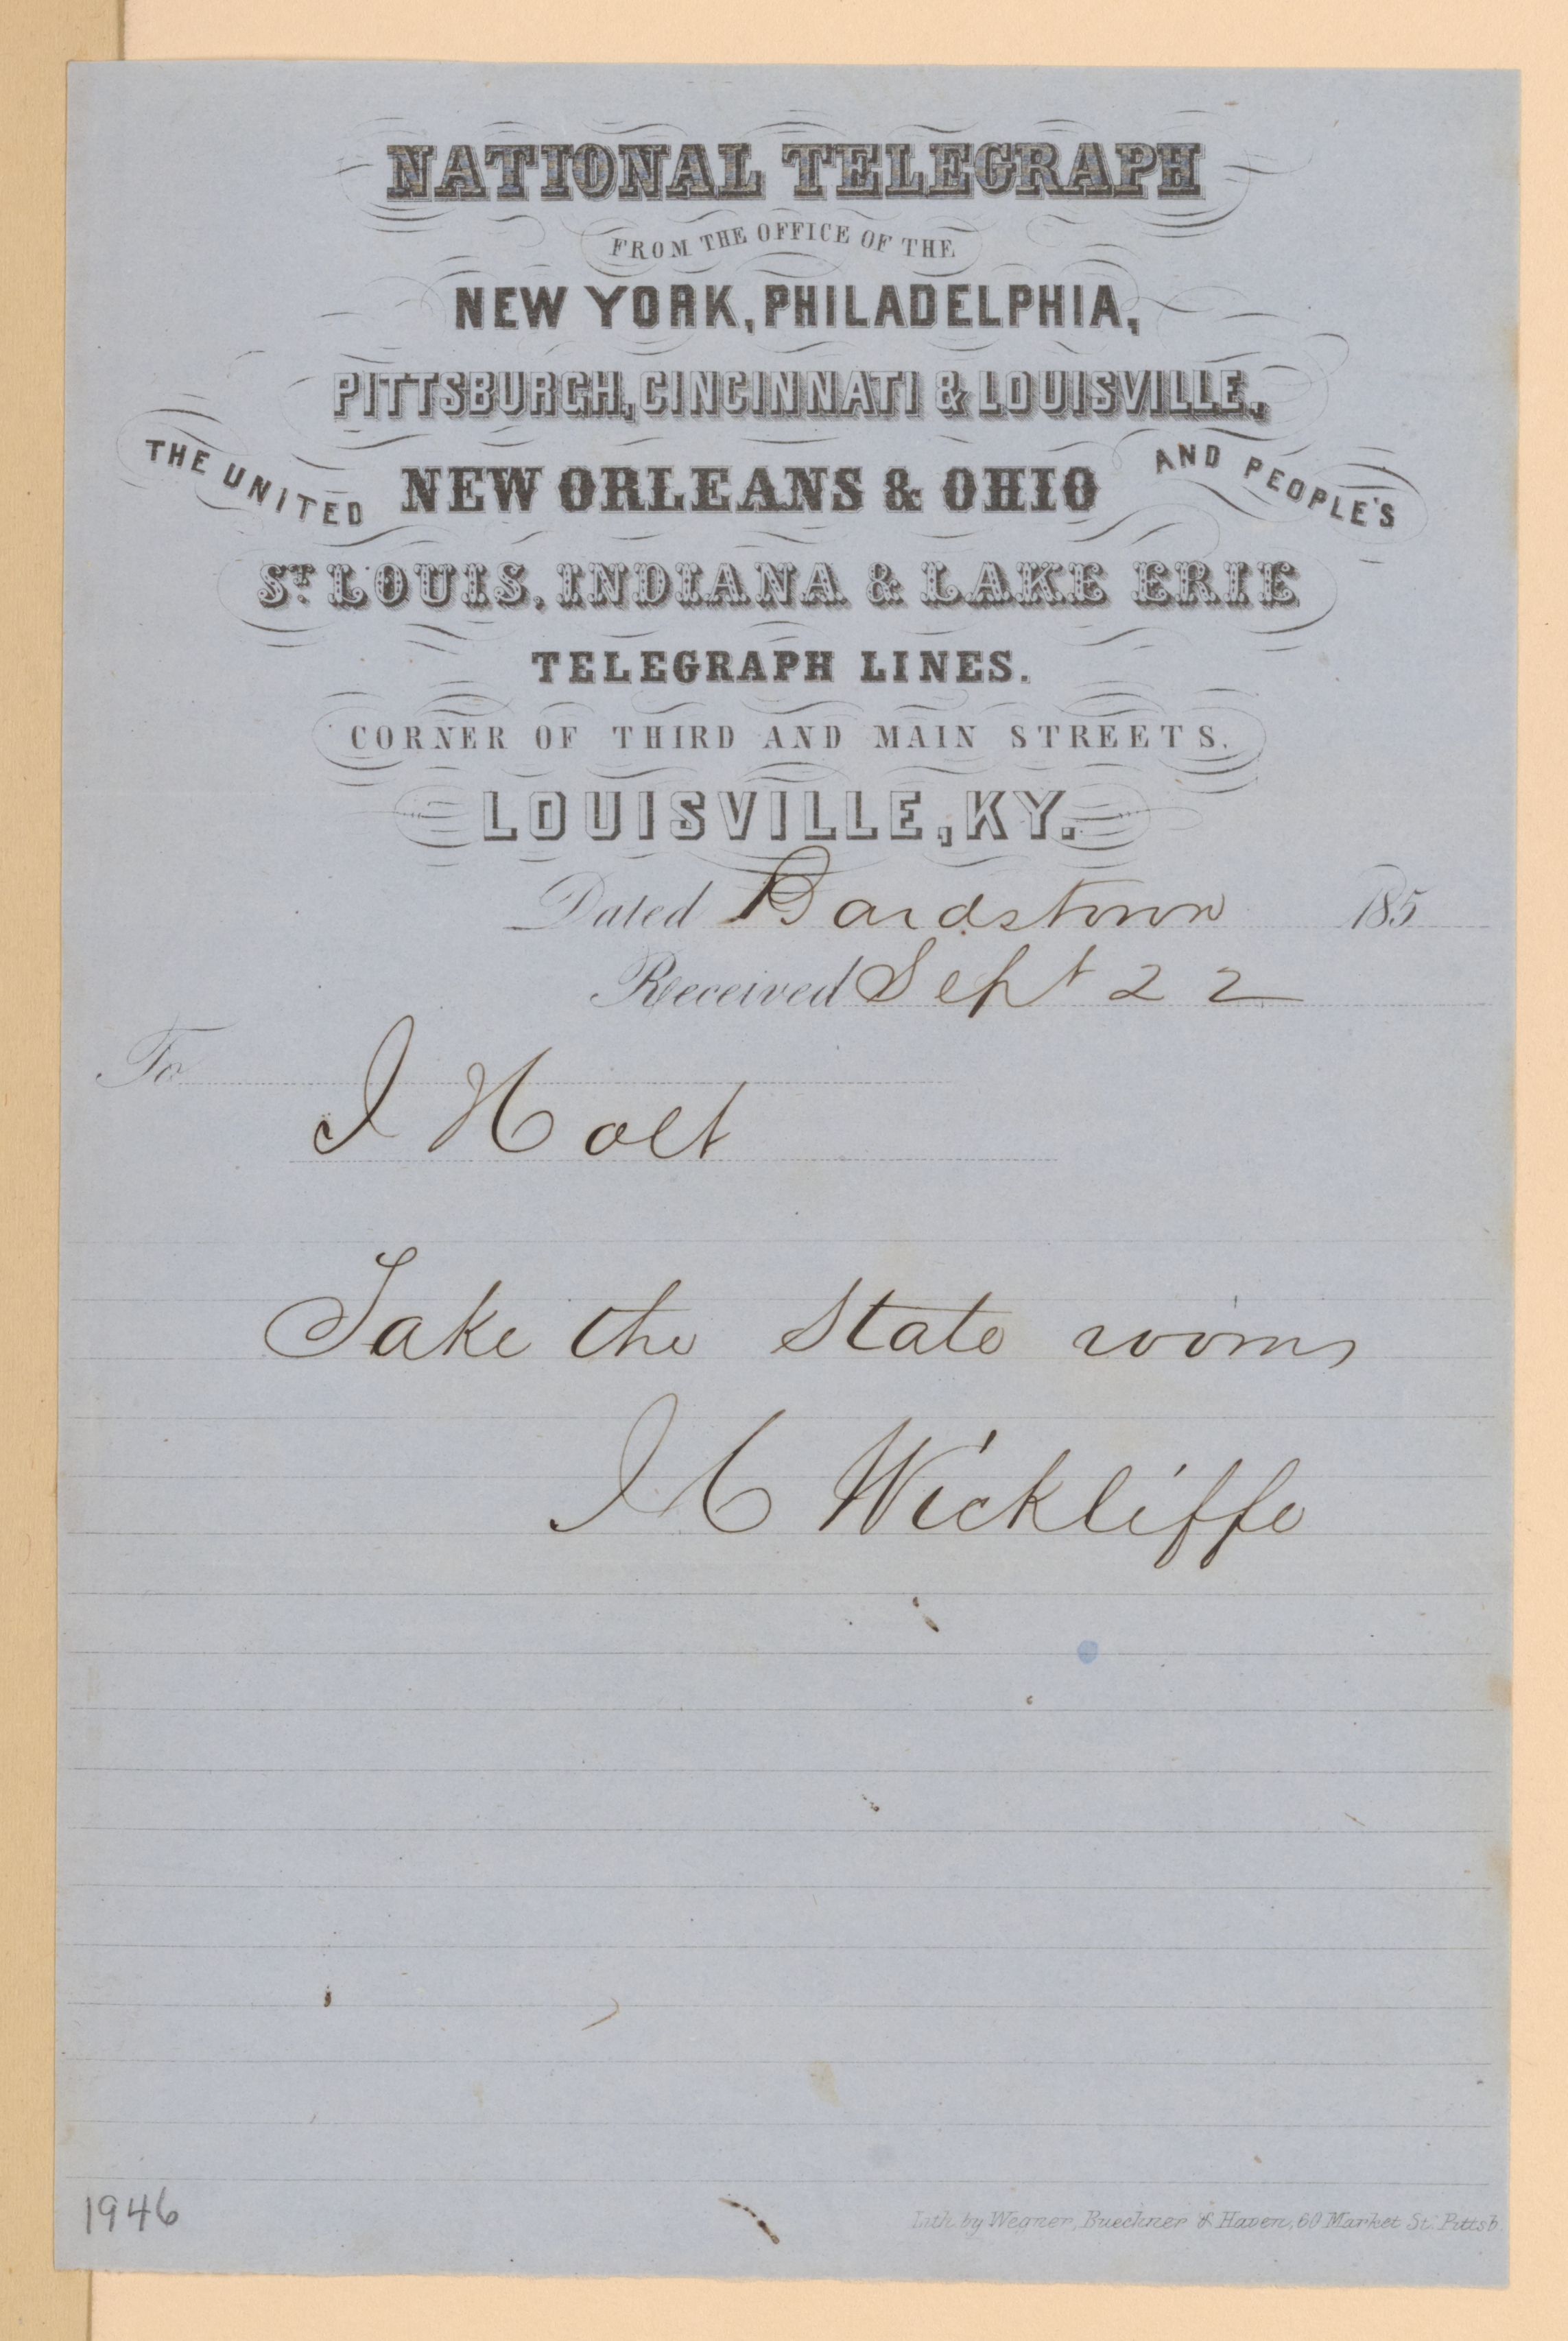 NATIONAL TELEGRAPH
FROM THE OFFICE OF THE
NEW YORK, PHILADELPHIA,
PITTSBURGH, CINCINNATI & LOUISVILLE,
THE UNITED NEW ORLEANS & OHIO AND PEOPLE'S
ST. LOUIS, INDIANA & LAKE ERIE
TELEGRAPH LINES.
CORNER OF THIRD AND MAIN STREETS.
LOUISVILLE, KY.
Dated Bardstown 185
Received Sept 22
To
J Holt
Take the state rooms
J C Wickliffe
1946
Lith. by Wegner, Buechner & Haven, 60 Market St. Pittsb